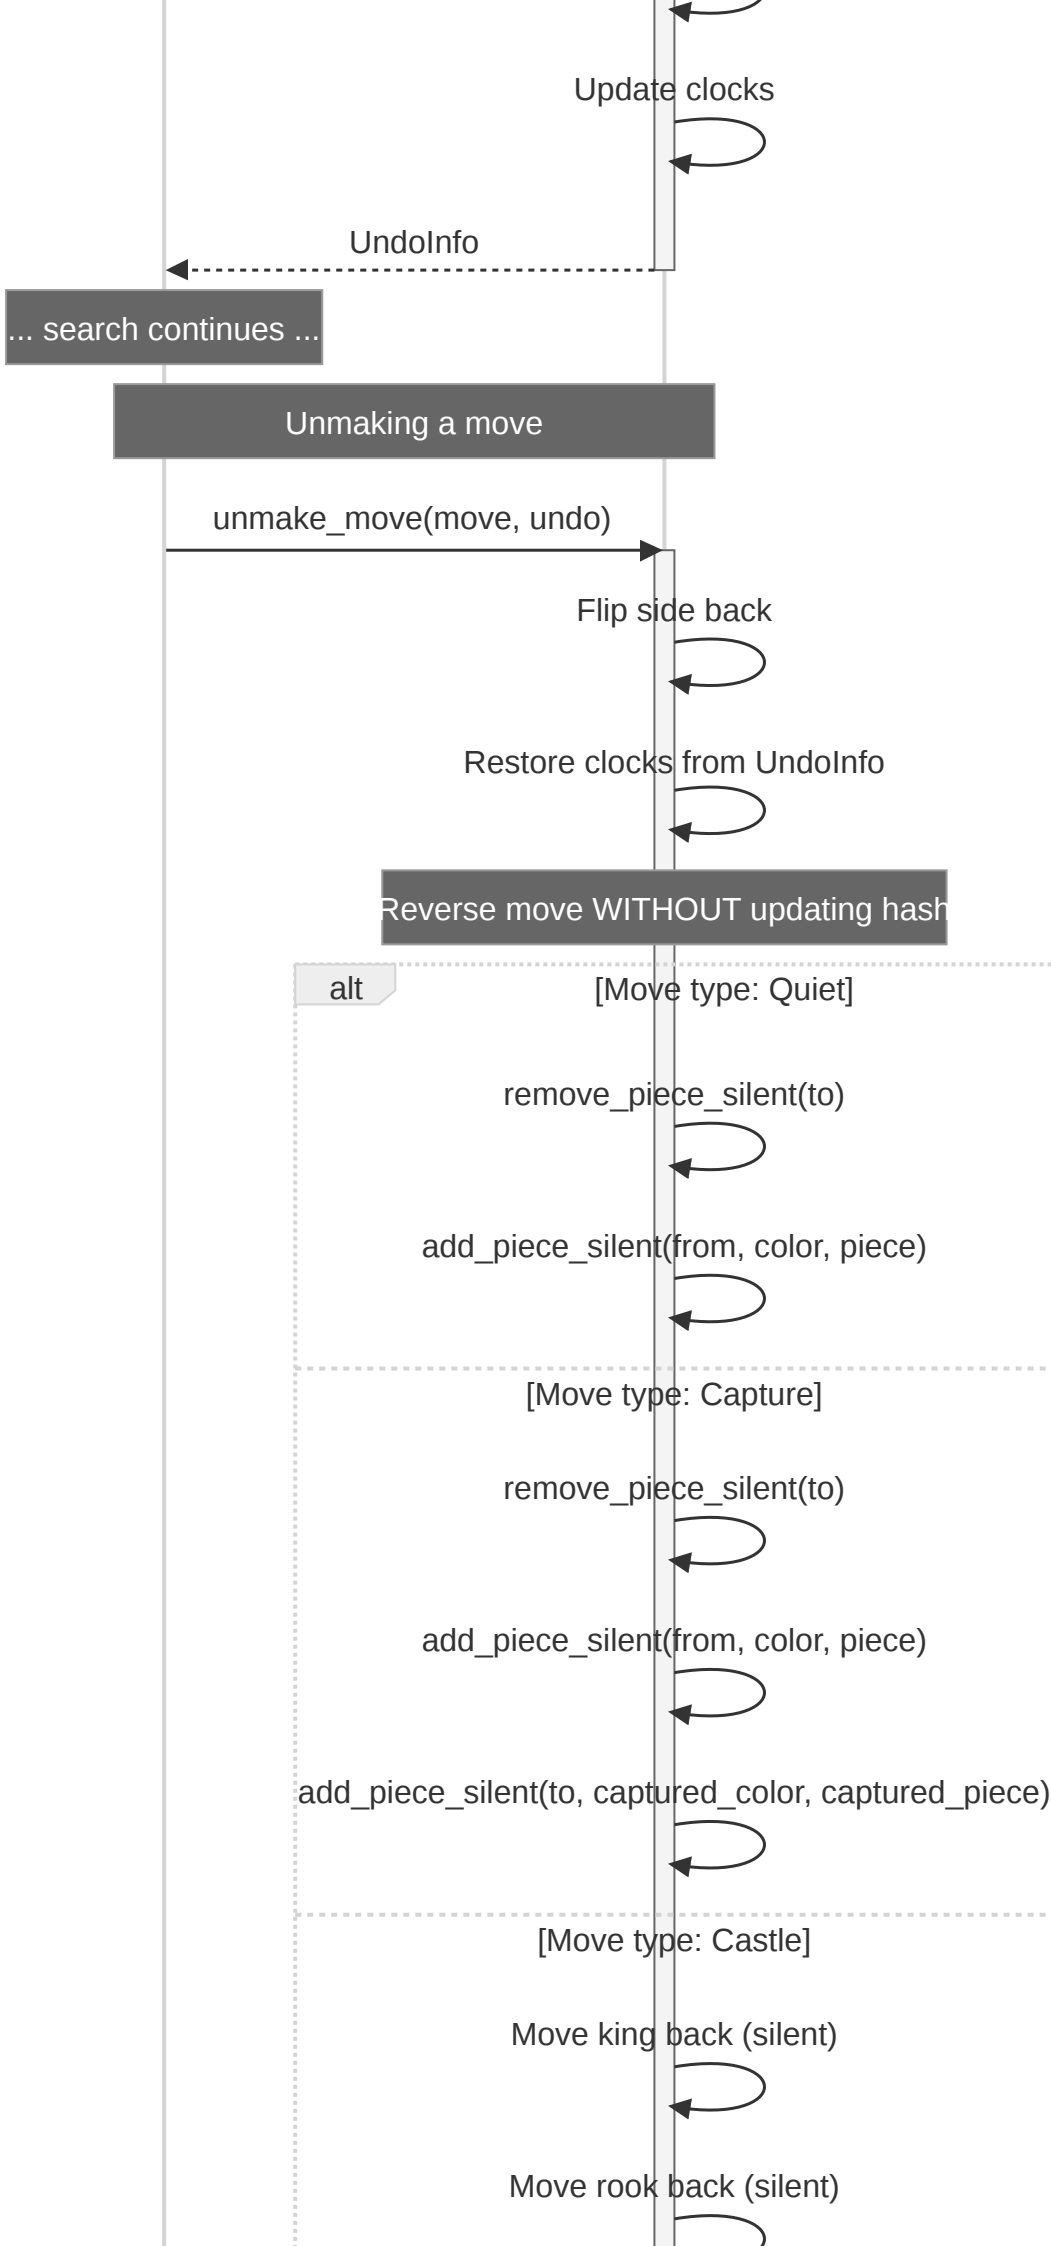 Update clocks
UndoInfo
... search continues ...
Unmaking a move
unmake_move(move, undo)
Flip side back
Restore clocks from UndoInfo
Reverse move WITHOUT updating hash
alt
[Move type: Quiet]
remove_piece_silent(to)
add_piece_silent(from, color, piece)
[Move type: Capture]
remove_piece_silent(to)
add_piece_silent(from, color, piece)
add_piece_silent(to, captured_color, captured_piece)
[Move type: Castle]
Move king back (silent)
Move rook back (silent)